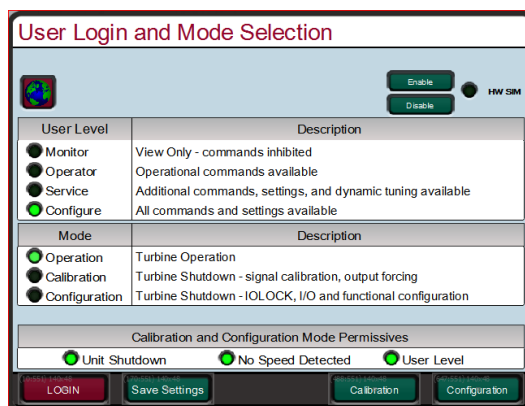 User Login and Mode Selection
Enable
HW SIM
Disable
User Level Description
Monitor View Only - commands inhibited
Operator Operational commands available
Service Additional commands, settings, and dynamic tuning available
Configure All commands and settings available
Mode Description
Operation Turbine Operation
Calibration Turbine Shutdown - signal calibration, output forcing
Configuration Turbine Shutdown - IOLOCK, I/O and functional configuration
Calibration and Configuration Mode Permissives
Unit Shutdown No Speed Detected User Level
LOGIN Save Settings Calibration Configuration